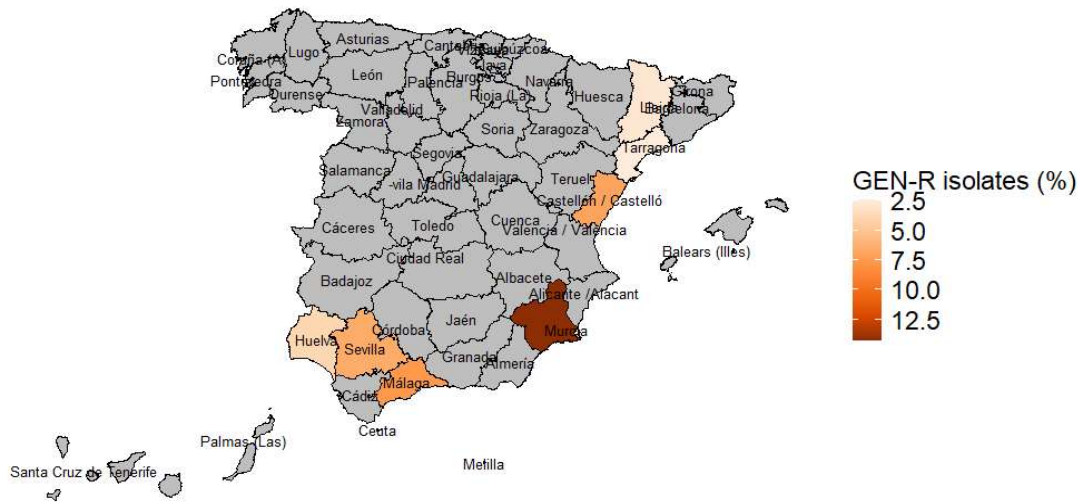 Asturias
Lugo
Coruña (A)
Pontevedra
Ourense
León
Palencia
Burgos
Rioja (La)
Navarra
Huesca
Girona
Barcelona
Tarragona
Zamora
Valladolid
Soria
Zaragoza
Segovia
Salamanca
-vila Madrid
Guadalajara
Teruel
Castellón / Castelló
Cáceres
Toledo
Cuenca
Valencia / València
Balears (Illes)
Ciudad Real
Badajoz
Albacete
Alicante /Alacant
Huelva
Sevilla
Córdoba
Jaén
Murcia
Granada
Almería
Málaga
Cádiz
Ceuta
Melilla
Palmas (Las)
Santa Cruz de Tenerife
GEN-R isolates (%)
2.5
5.0
7.5
10.0
12.5